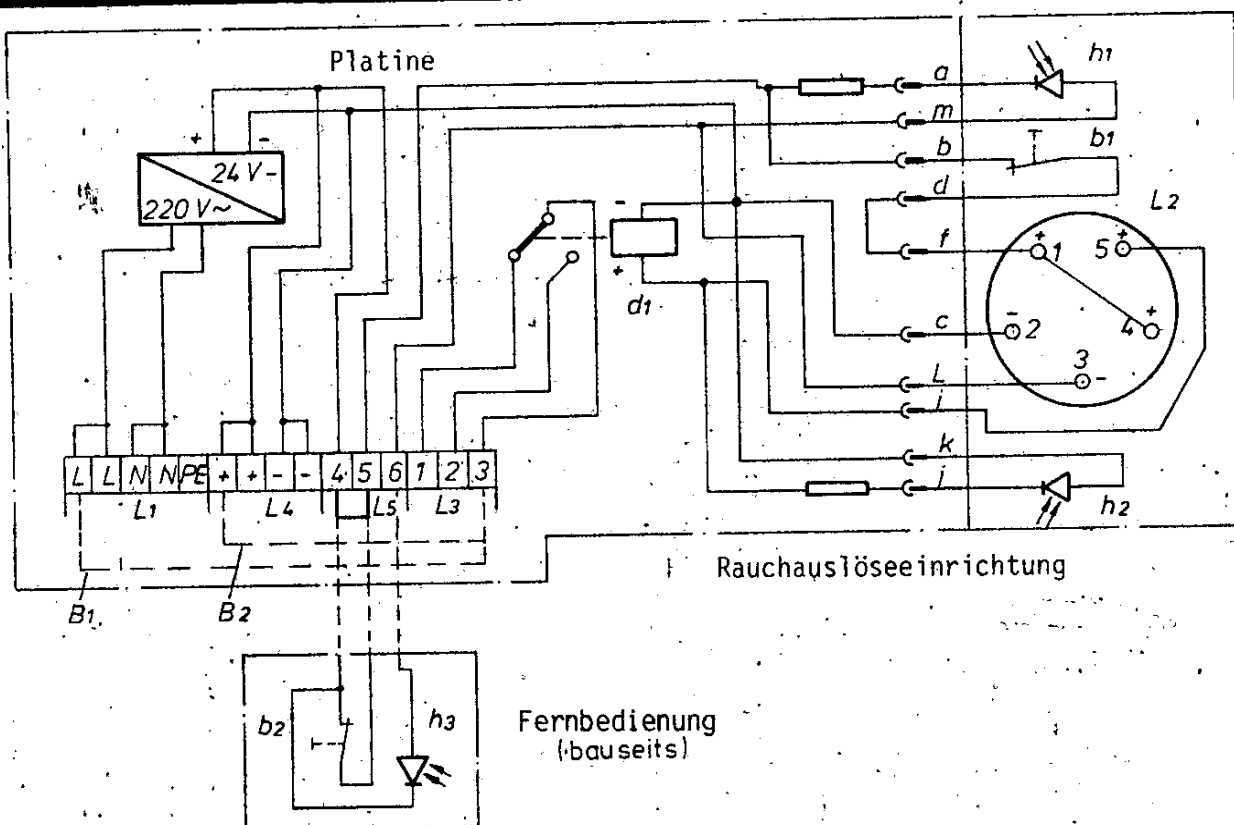 Platine
a
h1
m
+ -
24 V-
220 V~
b
b1
d
L2
-
+
d1
f
+
1
+
5
c
-
2
+
4
L
3
-
k
j
h2
L L N N PE + + - - 4 5 6 1 2 3
L1 L4 L5 L3
B1 B2
Rauchauslöseeinrichtung
b2
h3
Fernbedienung
(bauseits)